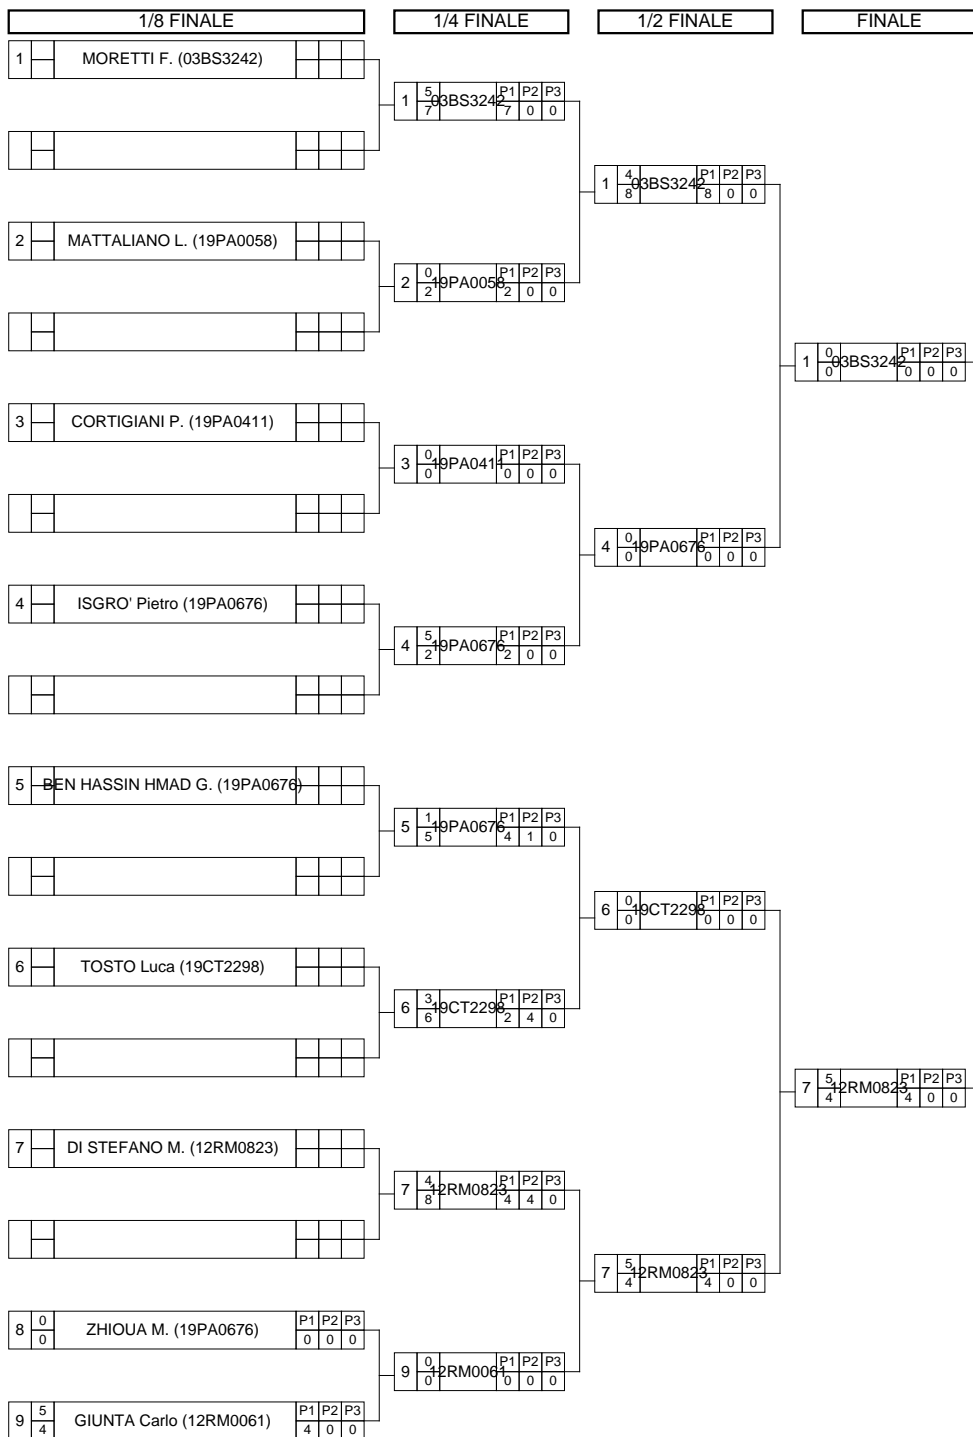 1/8 FINALE 1/4 FINALE 1/2 FINALE FINALE
1 MORETTI F. (03BS3242)
1 5 7 03BS3242 P1 P2 P3 7 0 0
1 4 8 03BS3242 P1 P2 P3 8 0 0
2 MATTALIANO L. (19PA0058)
2 0 2 19PA0058 P1 P2 P3 2 0 0
1 0 0 03BS3242 P1 P2 P3 0 0 0
3 CORTIGIANI P. (19PA0411)
3 0 0 19PA0411 P1 P2 P3 0 0 0
4 0 0 19PA0676 P1 P2 P3 0 0 0
4 ISGRO' Pietro (19PA0676)
4 5 2 19PA0676 P1 P2 P3 2 0 0
5 BEN HASSIN HMAD G. (19PA0676)
5 1 5 19PA0676 P1 P2 P3 4 1 0
6 0 0 19CT2298 P1 P2 P3 0 0 0
6 TOSTO Luca (19CT2298)
6 3 6 19CT2298 P1 P2 P3 2 4 0
7 5 4 12RM0823 P1 P2 P3 4 0 0
7 DI STEFANO M. (12RM0823)
7 4 8 12RM0823 P1 P2 P3 4 4 0
7 5 4 12RM0823 P1 P2 P3 4 0 0
8 0 0 ZHIOUA M. (19PA0676) P1 P2 P3 0 0 0
9 0 0 12RM0061 P1 P2 P3 0 0 0
9 5 4 GIUNTA Carlo (12RM0061) P1 P2 P3 4 0 0